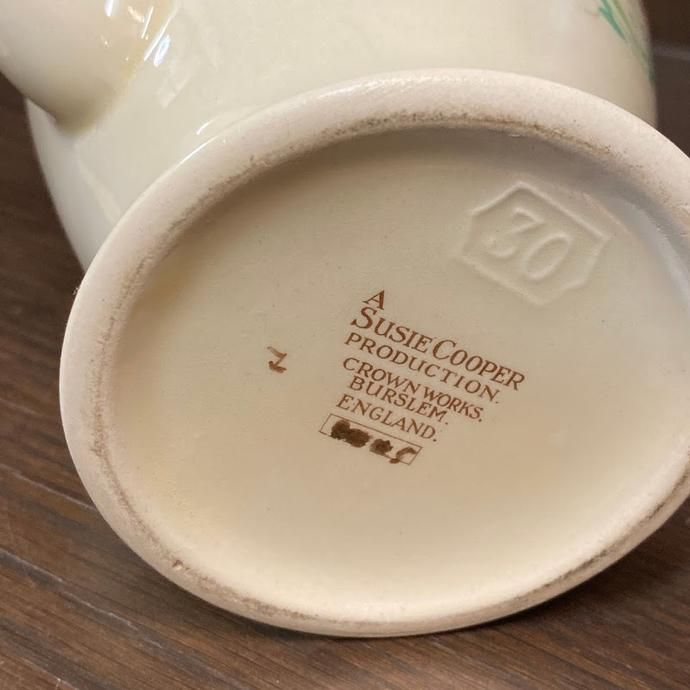 30
A
SUSIE COOPER
PRODUCTION.
CROWN WORKS.
BURSLEM.
ENGLAND.